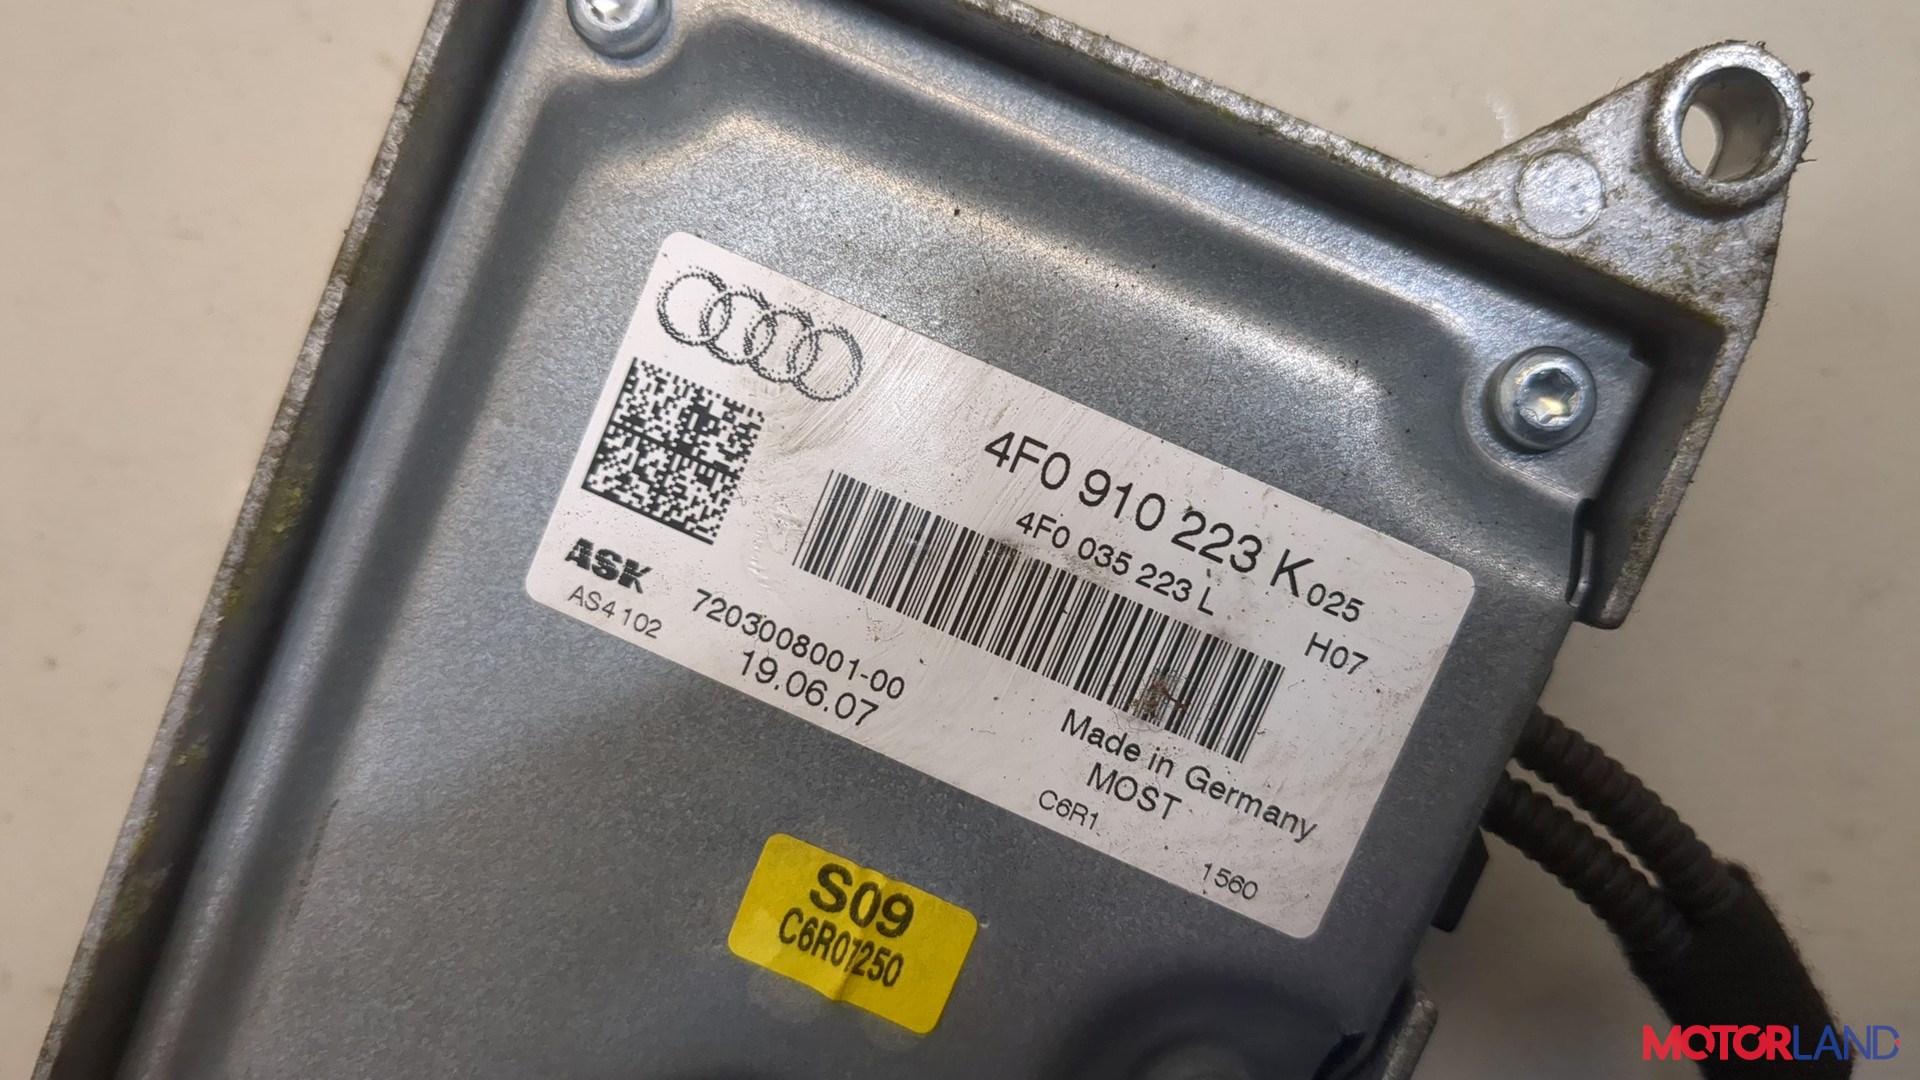 4F0 910 223 K025
4F0 035 223 L
H07
ASK
AS4 102
7203008001-00
19.06.07
Made in Germany
MOST
C6R1
1560
S09
C6R01250
MOTORLAND